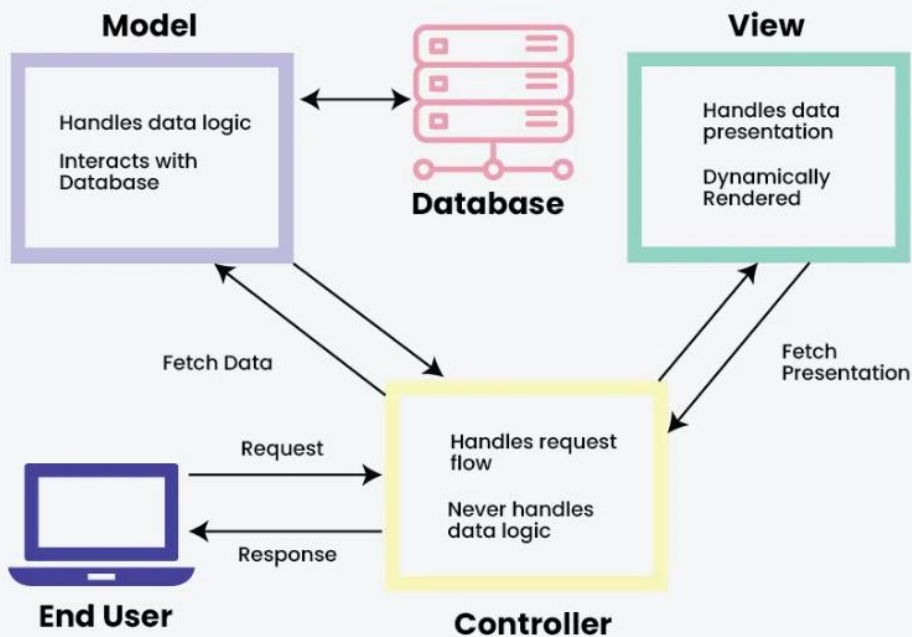 Model
Handles data logic
Interacts with
Database
Database
View
Handles data
presentation
Dynamically
Rendered
Fetch Data
Fetch
Presentation
Request
Response
Handles request
flow
Never handles
data logic
End User
Controller